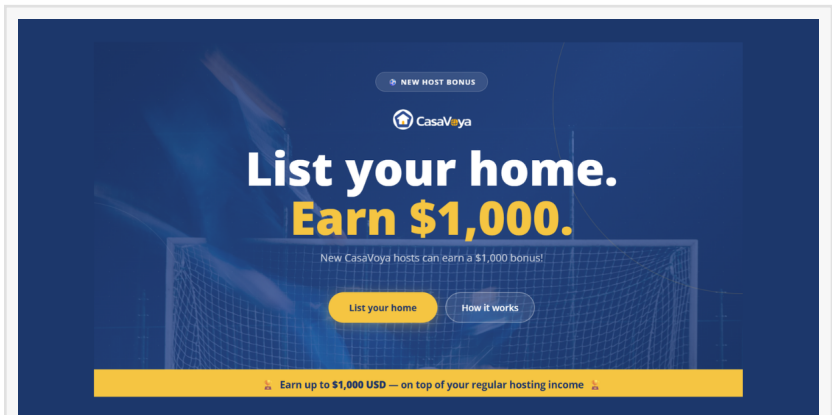 NEW HOST BONUS
CasaVoya
List your home.
Earn $1,000.
New CasaVoya hosts can earn a $1,000 bonus!
List your home
How it works
Earn up to $1,000 USD — on top of your regular hosting income